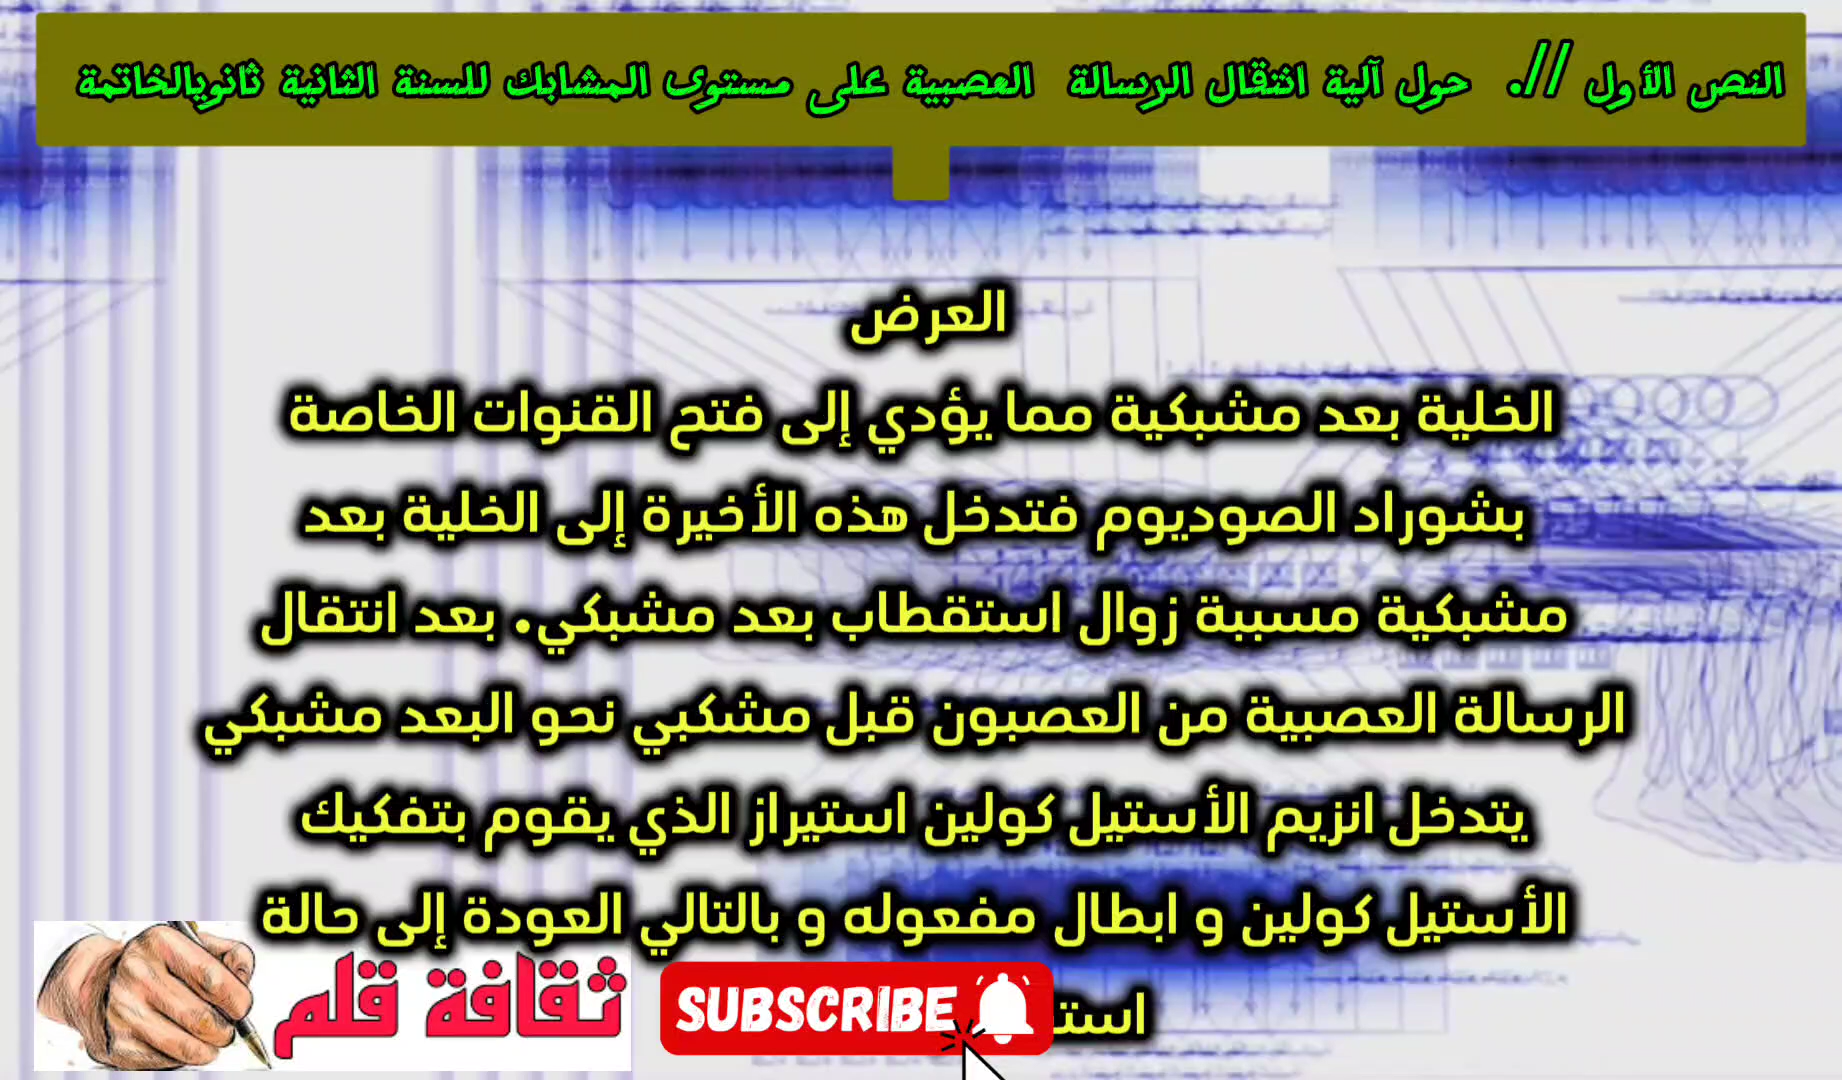 النص الأول //. حول آلية انتقال الرسالة العصبية على مستوى المشابك للسنة الثانية ثانويالخاتمة
العرض
الخلية بعد مشبكية مما يؤدي إلى فتح القنوات الخاصة
بشوراد الصوديوم فتدخل هذه الأخيرة إلى الخلية بعد
مشبكية مسببة زوال استقطاب بعد مشبكي. بعد انتقال
الرسالة العصبية من العصبون قبل مشكبي نحو البعد مشبكي
يتدخل انزيم الأستيل كولين استيراز الذي يقوم بتفكيك
الأستيل كولين و ابطال مفعوله و بالتالي العودة إلى حالة
ثقافة قلم
SUBSCRIBE